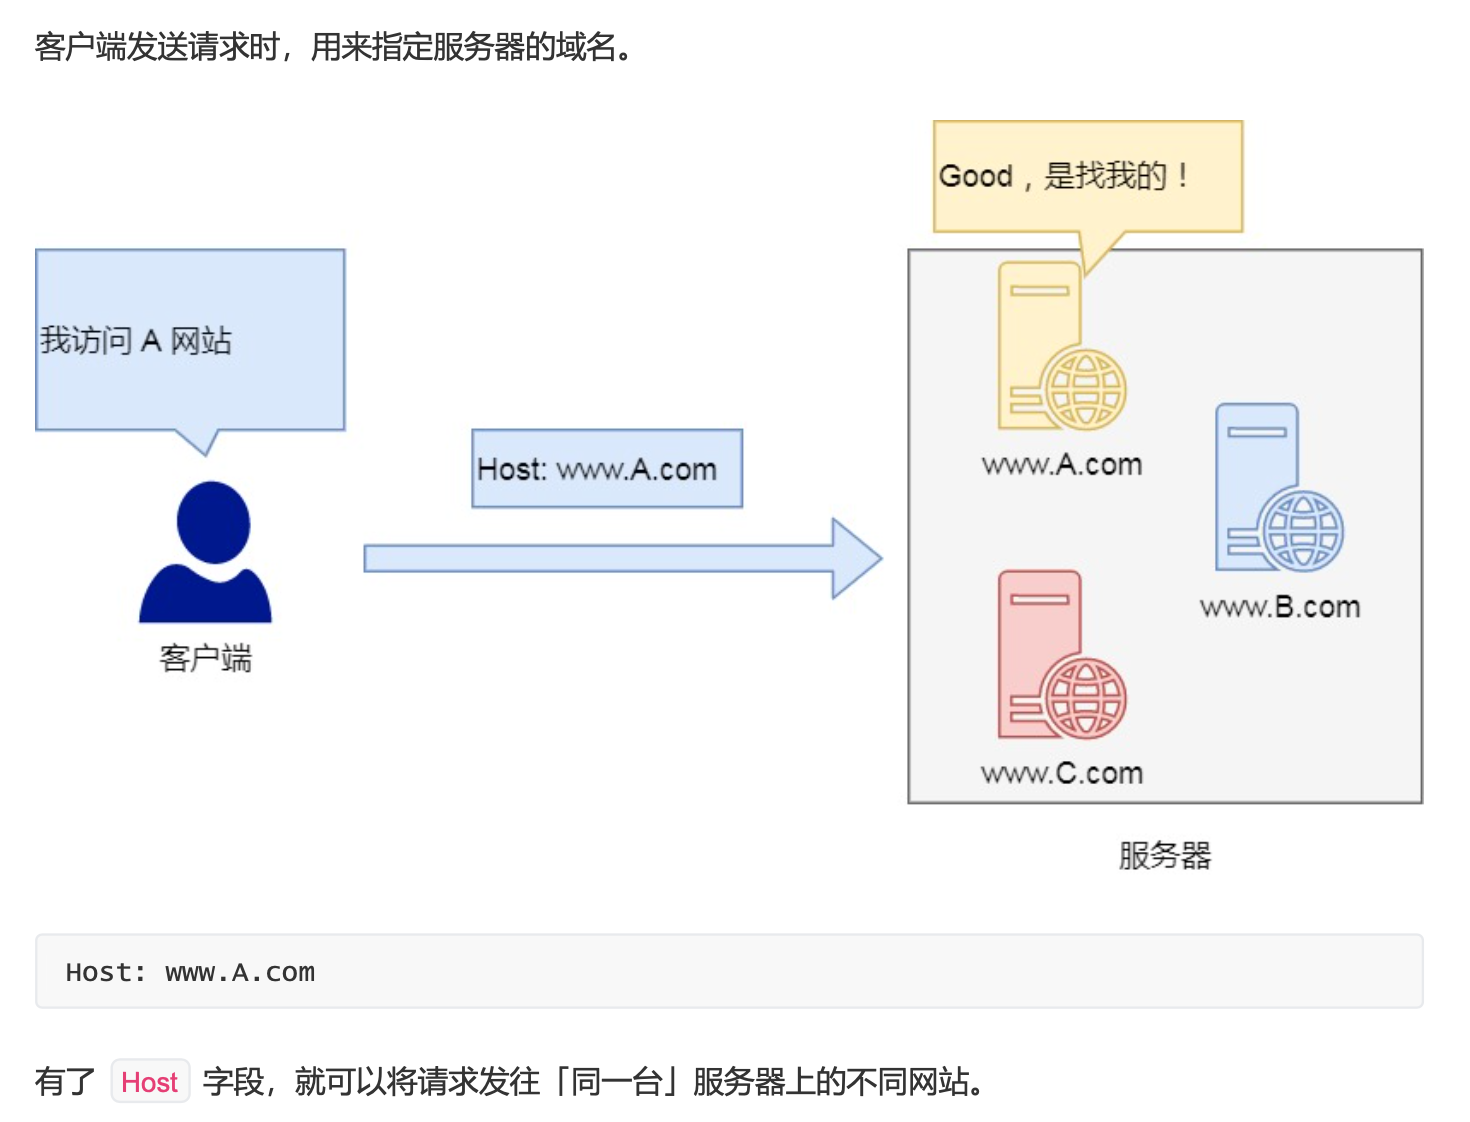 客户端发送请求时，用来指定服务器的域名。
Good，是找我的！
我访问 A 网站
Host: www.A.com
www.A.com
www.B.com
客户端
www.C.com
服务器
Host: www.A.com
有了 Host 字段，就可以将请求发往「同一台」服务器上的不同网站。